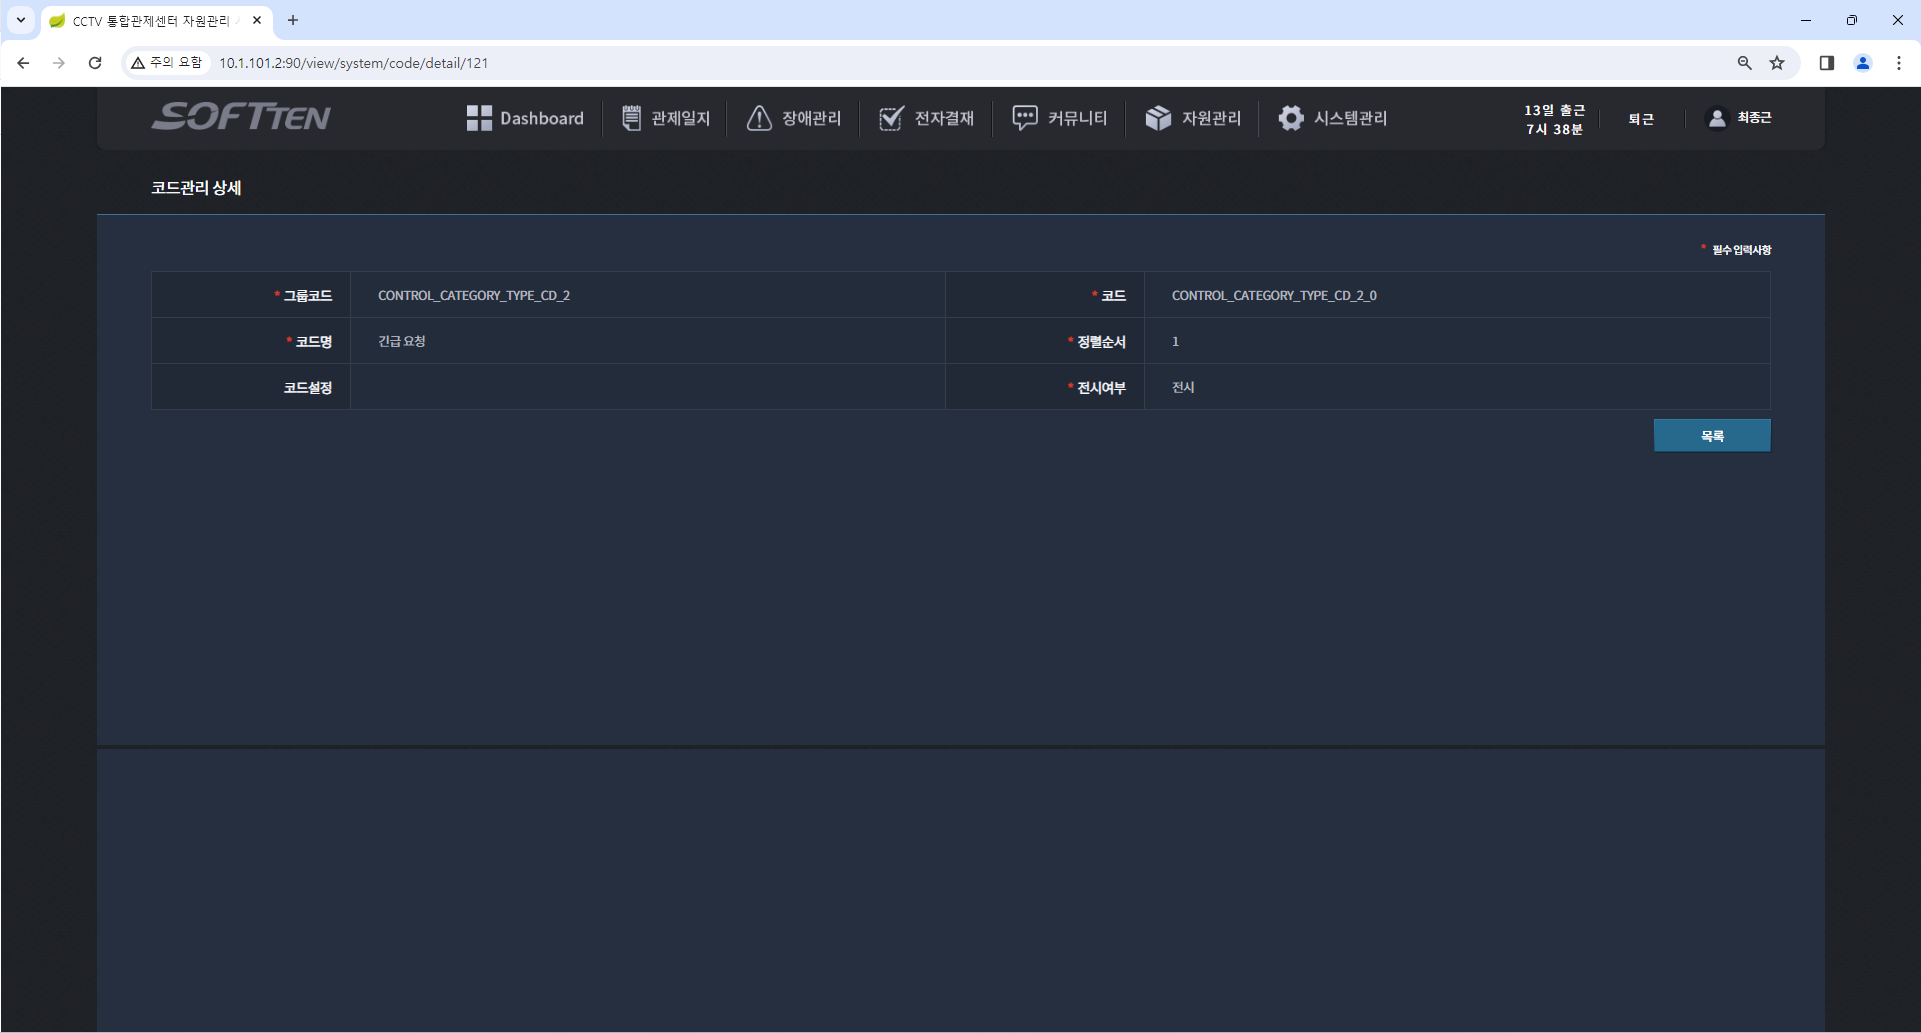 CCTV 통합관제센터 자원관리
주의 요함 10.1.101.2:90/view/system/code/detail/121
SOFTTEN Dashboard 관제일지 장애관리 전자결재 커뮤니티 자원관리 시스템관리 13일 출근 7시 38분 퇴근 최종근
코드관리 상세
* 필수입력사항
* 그룹코드 CONTROL_CATEGORY_TYPE_CD_2 * 코드 CONTROL_CATEGORY_TYPE_CD_2_0
* 코드명 긴급 요청 * 정렬순서 1
코드설정 * 전시여부 전시
목록